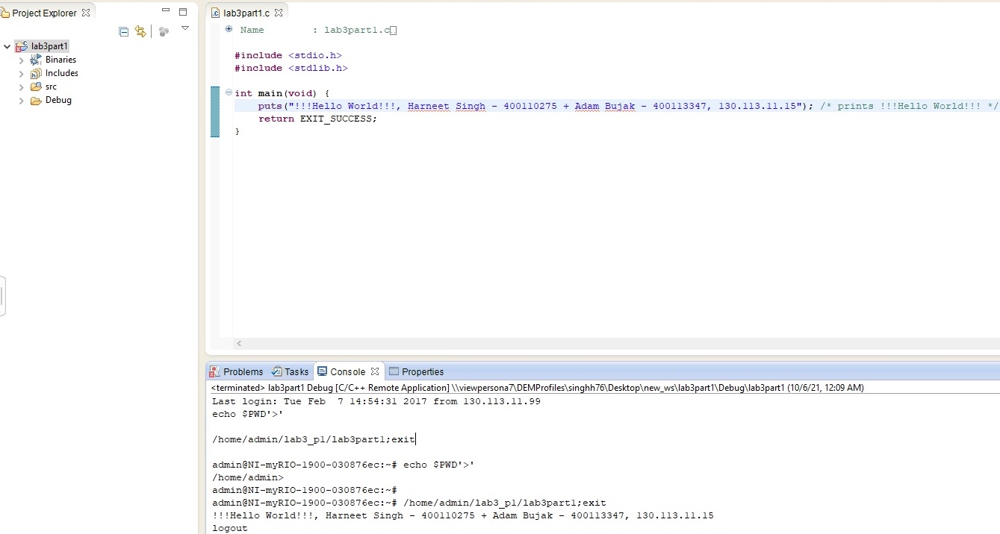 Project Explorer
lab3part1
Binaries
Includes
src
Debug
lab3part1.c
Name : lab3part1.c
#include <stdio.h>
#include <stdlib.h>
int main(void) {
puts("!!!Hello World!!!, Harneet Singh - 400110275 + Adam Bujak - 400113347, 130.113.11.15"); /* prints !!!Hello World!!! */
return EXIT_SUCCESS;
}
Problems Tasks Console Properties
<terminated> lab3part1 Debug [C/C++ Remote Application] \\viewpersona7\DEMProfiles\singhh76\Desktop\new_ws\lab3part1\Debug\lab3part1 (10/6/21, 12:09 AM)
Last login: Tue Feb  7 14:54:31 2017 from 130.113.11.99
echo $PWD'>'
/home/admin/lab3_p1/lab3part1;exit
admin@NI-myRIO-1900-030876ec:~# echo $PWD'>'
/home/admin>
admin@NI-myRIO-1900-030876ec:~#
admin@NI-myRIO-1900-030876ec:~# /home/admin/lab3_p1/lab3part1;exit
!!!Hello World!!!, Harneet Singh - 400110275 + Adam Bujak - 400113347, 130.113.11.15
logout